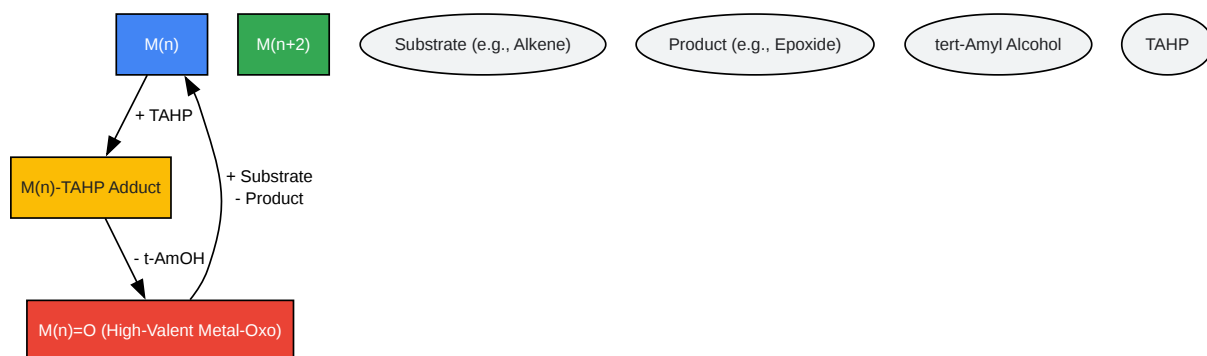 M(n)
M(n+2)
Substrate (e.g., Alkene)
Product (e.g., Epoxide)
tert-Amyl Alcohol
TAHP
+ TAHP
M(n)-TAHP Adduct
+ Substrate
- Product
- t-AmOH
M(n)=O (High-Valent Metal-Oxo)